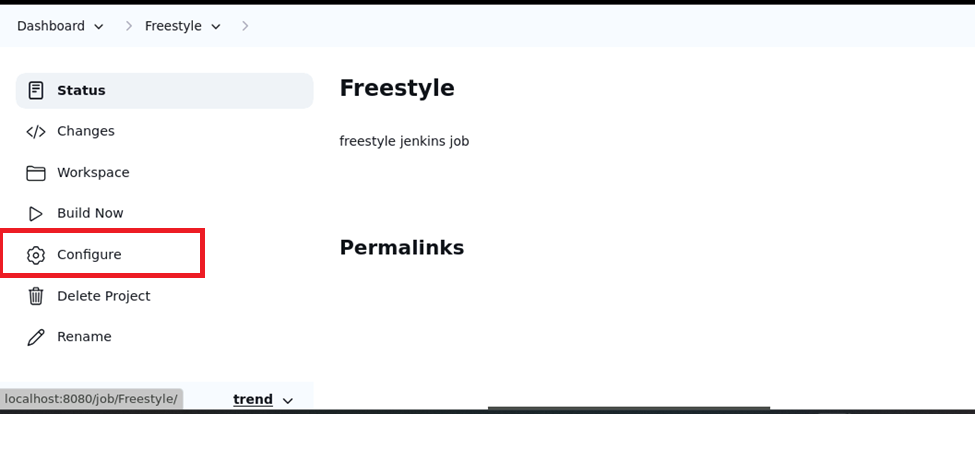 Dashboard Freestyle
Status
Changes
Workspace
Build Now
Configure
Delete Project
Rename
Freestyle
freestyle jenkins job
Permalinks
localhost:8080/job/Freestyle/ trend